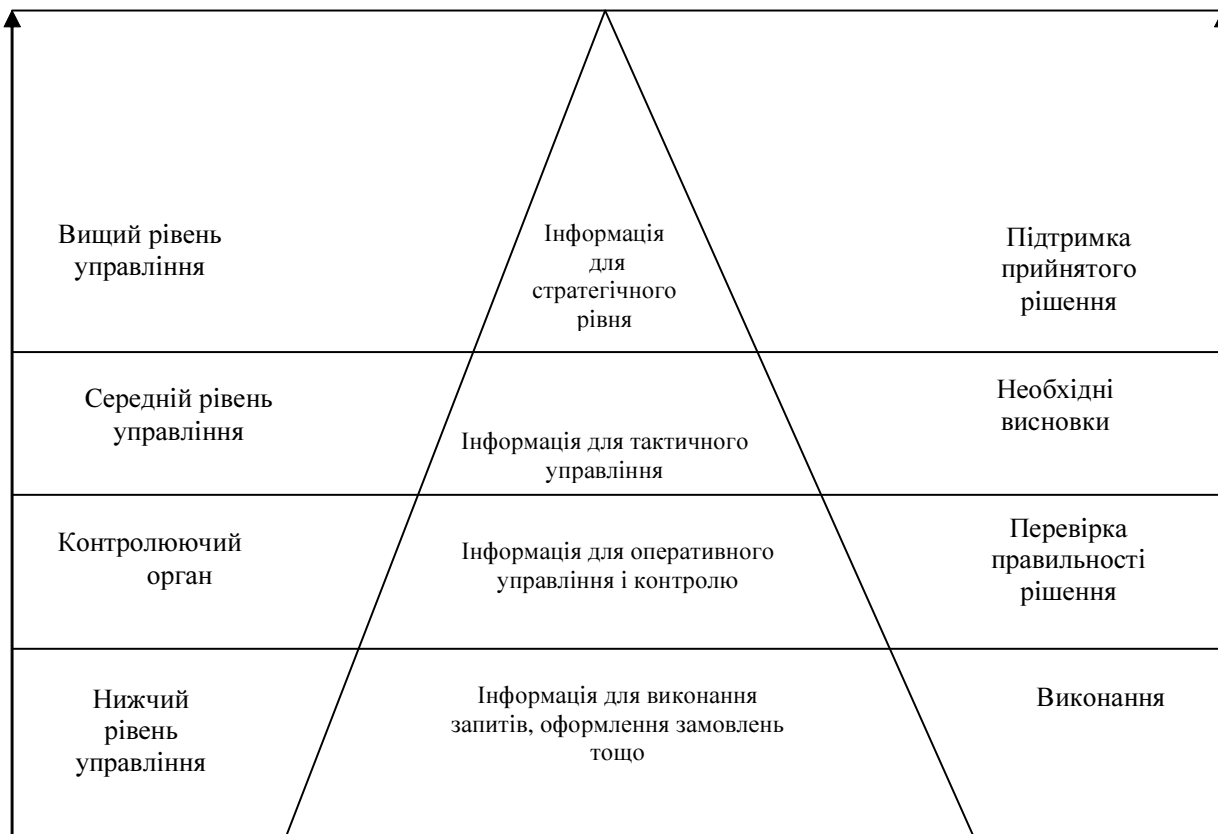 Вищий рівень
управління
Інформація
для
стратегічного
рівня
Підтримка
прийнятого
рішення
Середній рівень
управління
Інформація для тактичного
управління
Необхідні
висновки
Контролюючий
орган
Інформація для оперативного
управління і контролю
Перевірка
правильності
рішення
Нижчий
рівень
управління
Інформація для виконання
запитів, оформлення замовлень
тощо
Виконання